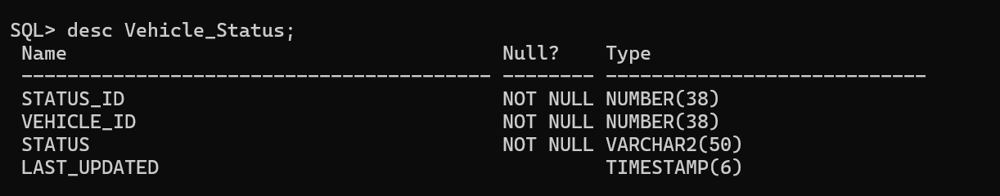 SQL> desc Vehicle_Status;
Name Null? Type
----------------------------------------- -------- ----------------------------
STATUS_ID NOT NULL NUMBER(38)
VEHICLE_ID NOT NULL NUMBER(38)
STATUS NOT NULL VARCHAR2(50)
LAST_UPDATED TIMESTAMP(6)